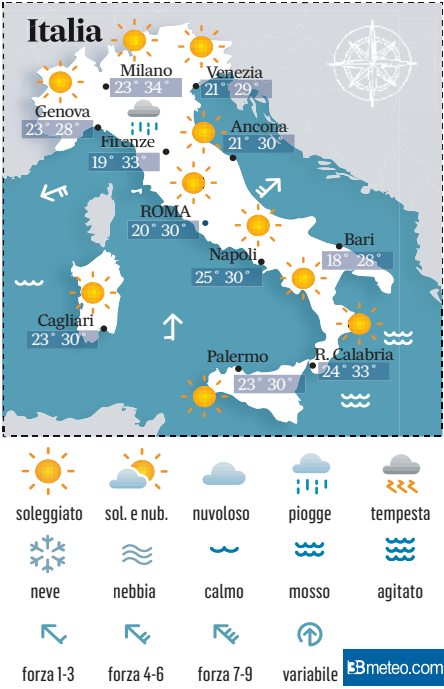 Italia
Milano
23° 34°
Venezia
21° 29°
Genova
23° 28°
Firenze
19° 33°
Ancona
21° 30°
ROMA
20° 30°
Napoli
25° 30°
Bari
18° 28°
Cagliari
23° 30°
Palermo
23° 30°
R. Calabria
24° 33°
soleggiato sol. e nub. nuvoloso piogge tempesta
neve nebbia calmo mosso agitato
forza 1-3 forza 4-6 forza 7-9 variabile
3Bmeteo.com